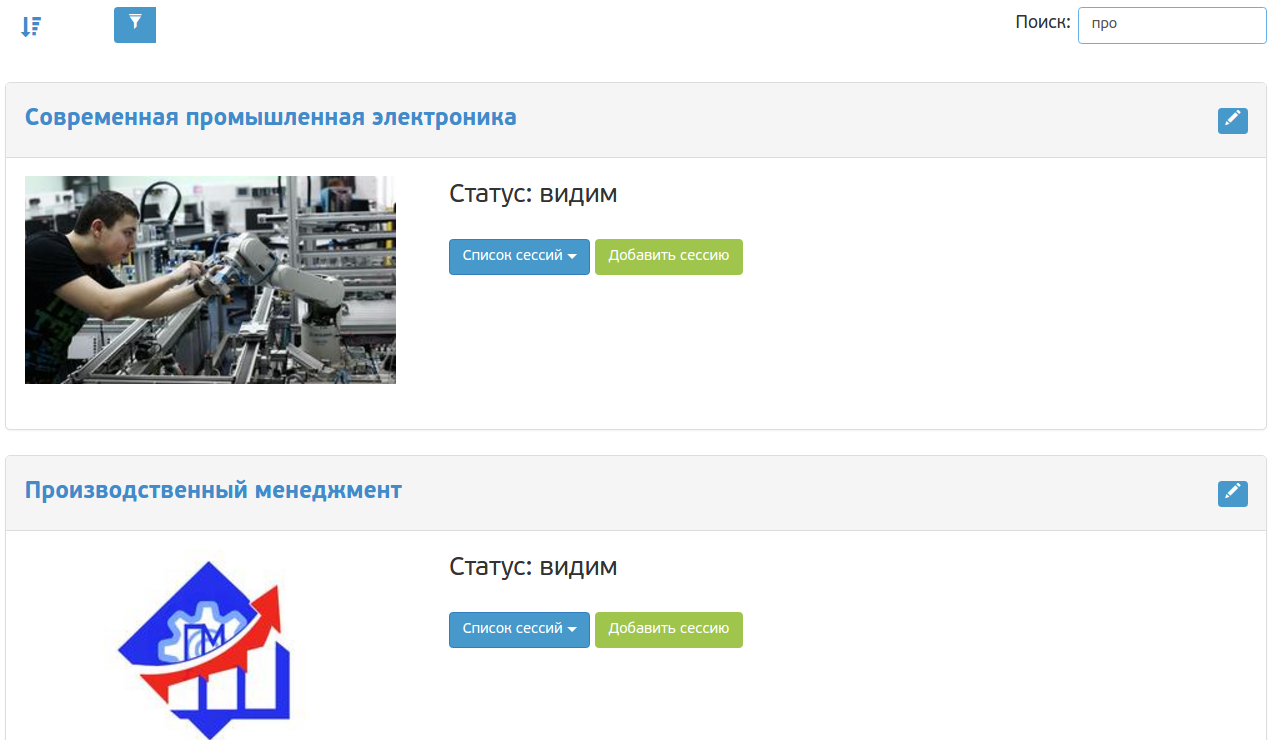 Поиск: про
Современная промышленная электроника
Статус: видим
Список сессий Добавить сессию
Производственный менеджмент
Статус: видим
Список сессий Добавить сессию
ПМ